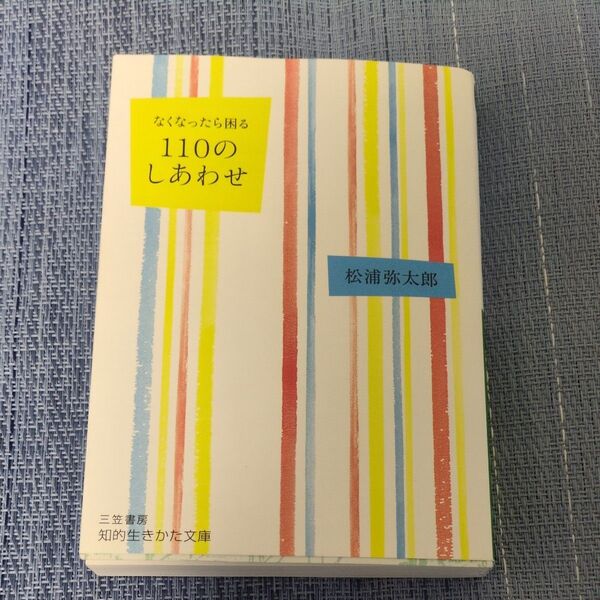 なくなったら困る
110の
しあわせ
松浦弥太郎
三笠書房
知的生きかた文庫